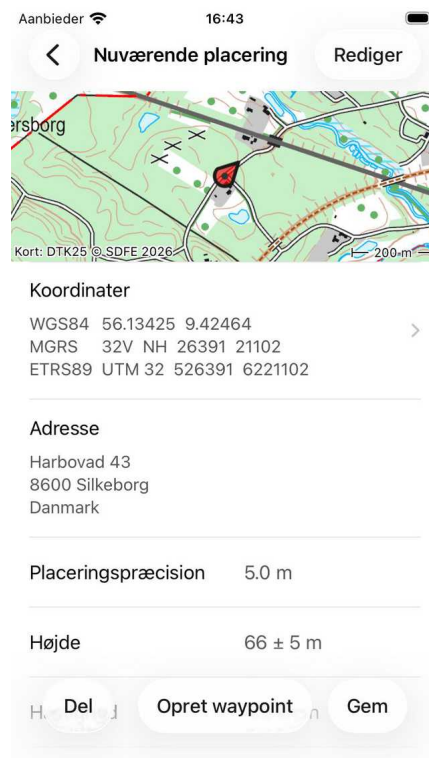 Aanbieder 16:43
Nuværende placering Rediger
ersborg
Kort: DTK25 © SDFE 2026 200 m
Koordinater
WGS84 56.13425 9.42464
MGRS 32V NH 26391 21102
ETRS89 UTM 32 526391 6221102
Adresse
Harbovad 43
8600 Silkeborg
Danmark
Placeringspræcision 5.0 m
Højde 66 ± 5 m
Del Opret waypoint Gem